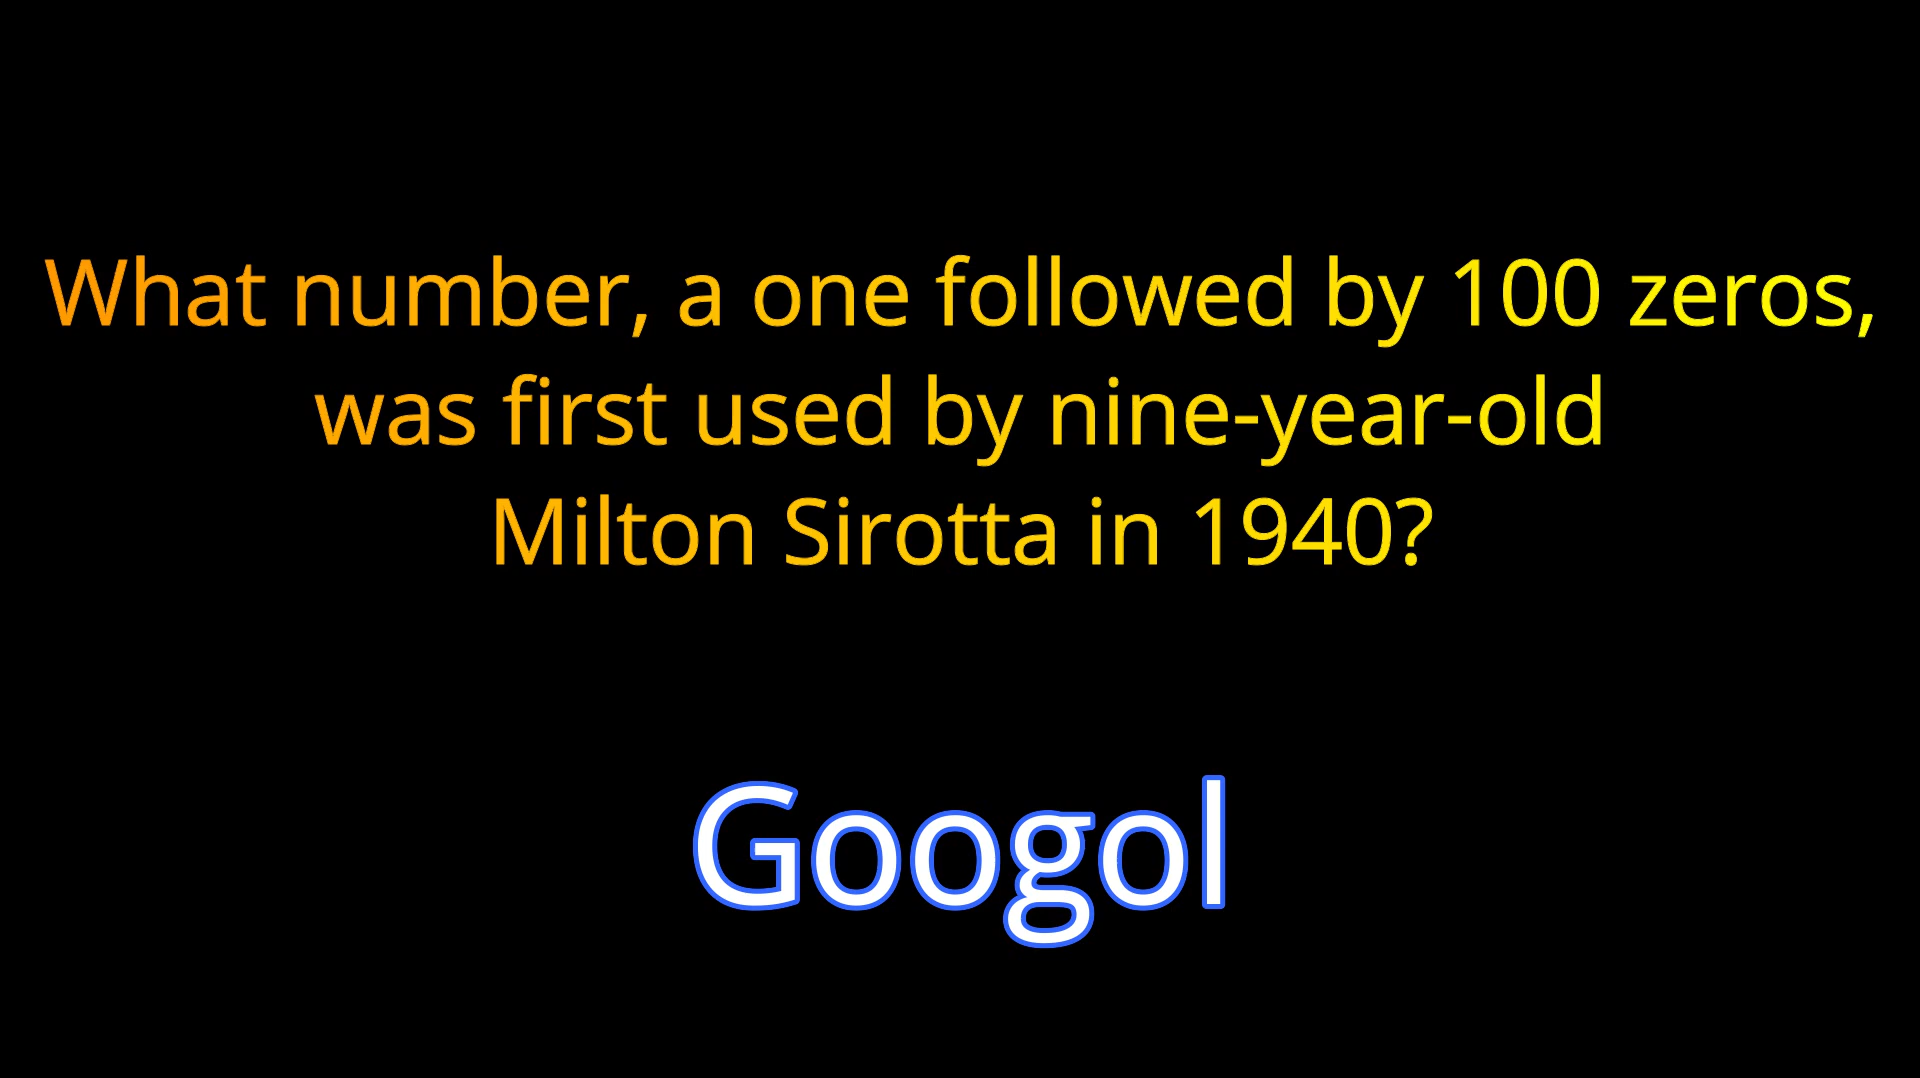 What number, a one followed by 100 zeros,
was first used by nine-year-old
Milton Sirotta in 1940?
Googol